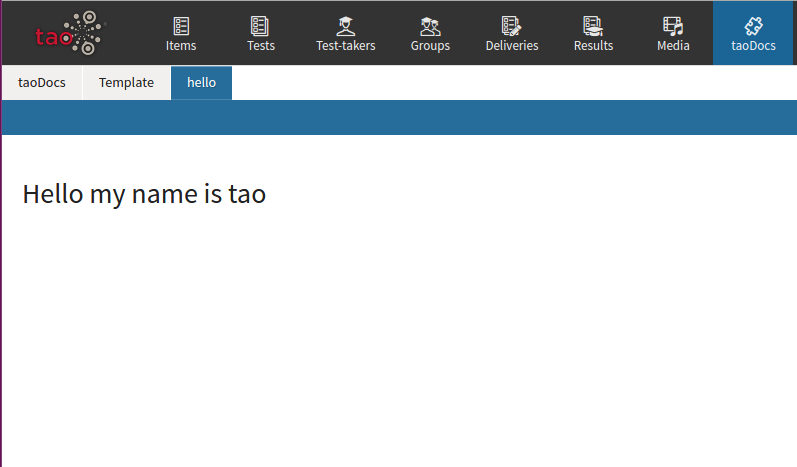 tao
Items
Tests
Test-takers
Groups
Deliveries
Results
Media
taoDocs
taoDocs
Template
hello
Hello my name is tao